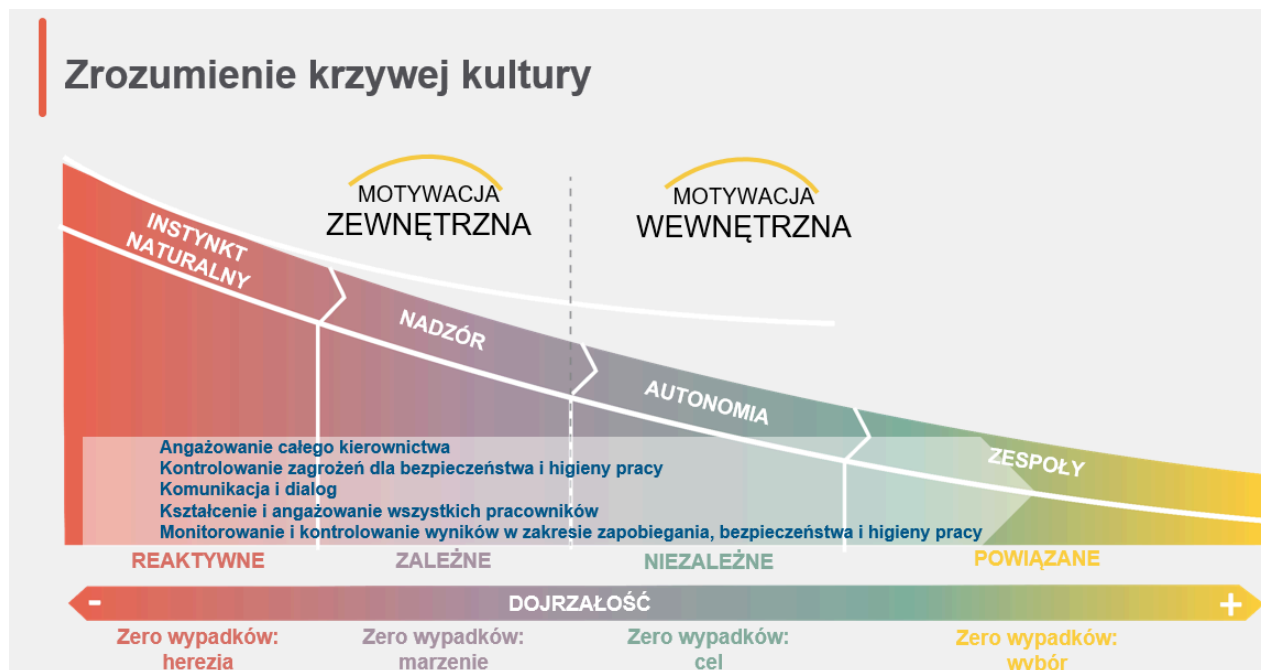 Zrozumienie krzywej kultury
MOTYWACJA
ZEWNĘTRZNA
MOTYWACJA
WEWNĘTRZNA
INSTYNKT
NATURALNY
NADZÓR
AUTONOMIA
ZESPOŁY
Angażowanie całego kierownictwa
Kontrolowanie zagrożeń dla bezpieczeństwa i higieny pracy
Komunikacja i dialog
Kształcenie i angażowanie wszystkich pracowników
Monitorowanie i kontrolowanie wyników w zakresie zapobiegania, bezpieczeństwa i higieny pracy
REAKTYWNE
ZALEŻNE
NIEZALEŻNE
POWIĄZANE
- DOJRZAŁOŚĆ +
Zero wypadków:
herezja
Zero wypadków:
marzenie
Zero wypadków:
cel
Zero wypadków:
wybór